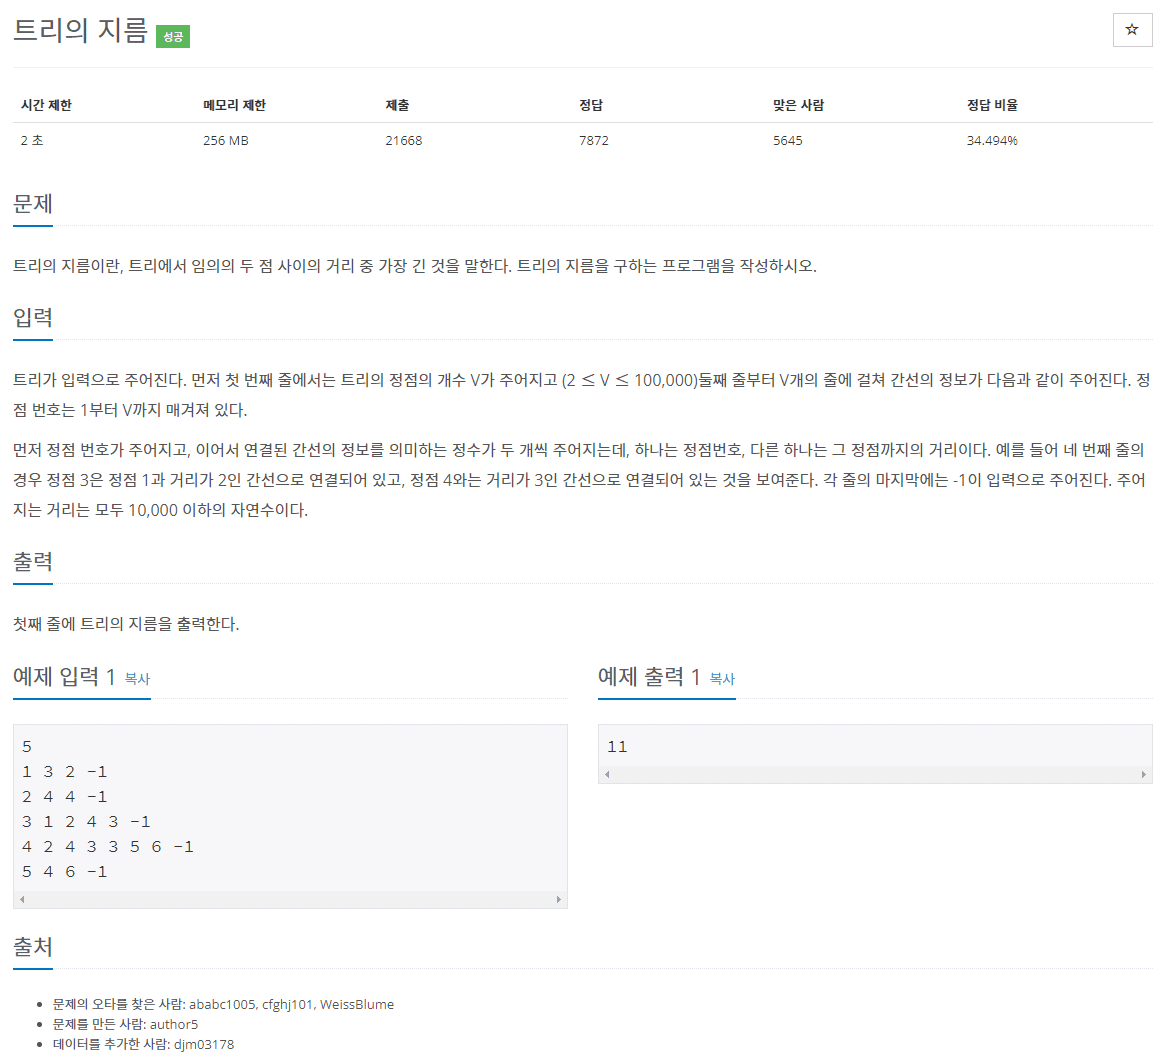 트리의 지름 성공
☆
시간 제한 메모리 제한 제출 정답 맞은 사람 정답 비율
2 초 256 MB 21668 7872 5645 34.494%
문제
트리의 지름이란, 트리에서 임의의 두 점 사이의 거리 중 가장 긴 것을 말한다. 트리의 지름을 구하는 프로그램을 작성하시오.
입력
트리가 입력으로 주어진다. 먼저 첫 번째 줄에서는 트리의 정점의 개수 V가 주어지고 (2 ≤ V ≤ 100,000)둘째 줄부터 V개의 줄에 걸쳐 간선의 정보가 다음과 같이 주어진다. 정
점 번호는 1부터 V까지 매겨져 있다.
먼저 정점 번호가 주어지고, 이어서 연결된 간선의 정보를 의미하는 정수가 두 개씩 주어지는데, 하나는 정점번호, 다른 하나는 그 정점까지의 거리이다. 예를 들어 네 번째 줄의
경우 정점 3은 정점 1과 거리가 2인 간선으로 연결되어 있고, 정점 4와는 거리가 3인 간선으로 연결되어 있는 것을 보여준다. 각 줄의 마지막에는 -1이 입력으로 주어진다. 주어
지는 거리는 모두 10,000 이하의 자연수이다.
출력
첫째 줄에 트리의 지름을 출력한다.
예제 입력 1 복사
5
1 3 2 -1
2 4 4 -1
3 1 2 4 3 -1
4 2 4 3 3 5 6 -1
5 4 6 -1
예제 출력 1 복사
11
출처
문제의 오타를 찾은 사람: ababc1005, cfghj101, WeissBlume
문제를 만든 사람: author5
데이터를 추가한 사람: djm03178